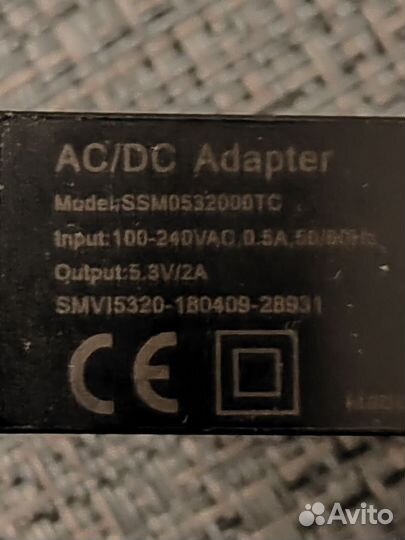 AC/DC Adapter
Model:SSM0532000TC
Input:100-240VAC,0.5A,50/60Hz
Output:5.3V/2A
SMVI5320-180409-28931
CE
Avito